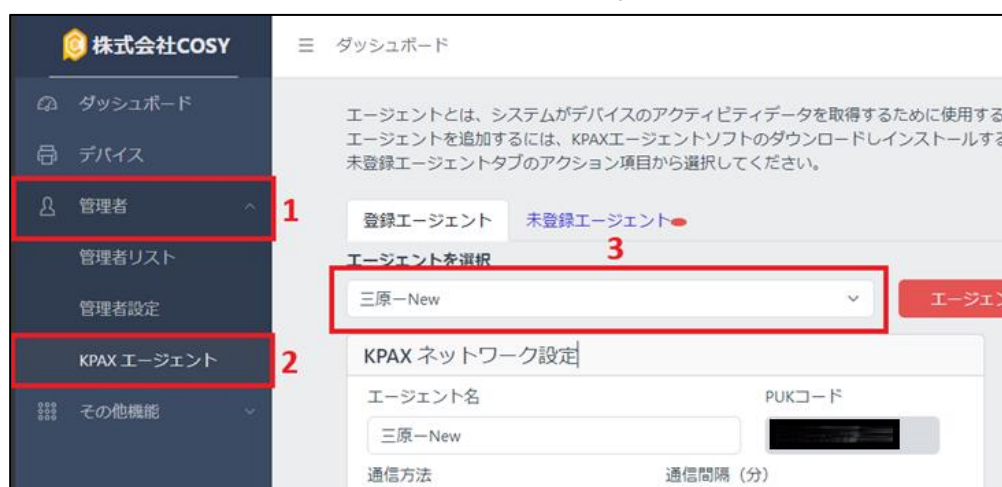 株式会社COSY
ダッシュボード
ダッシュボード
デバイス
管理者
1
管理者リスト
管理者設定
KPAX エージェント
2
その他機能
エージェントとは、システムがデバイスのアクティビティデータを取得するために使用する
エージェントを追加するには、KPAXエージェントソフトのダウンロードしインストールする
未登録エージェントタブのアクション項目から選択してください。
登録エージェント 未登録エージェント
3
エージェントを選択
三原ーNew
エージェン
KPAX ネットワーク設定
エージェント名 PUKコード
三原ーNew
通信方法 通信間隔（分）